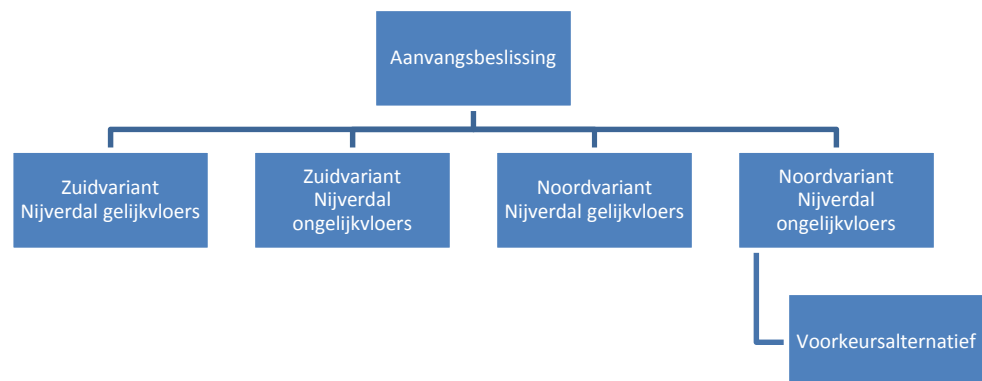 Aanvangsbeslissing
Zuidvariant
Nijverdal gelijkvloers
Zuidvariant
Nijverdal
ongelijkvloers
Noordvariant
Nijverdal gelijkvloers
Noordvariant
Nijverdal
ongelijkvloers
Voorkeursalternatief